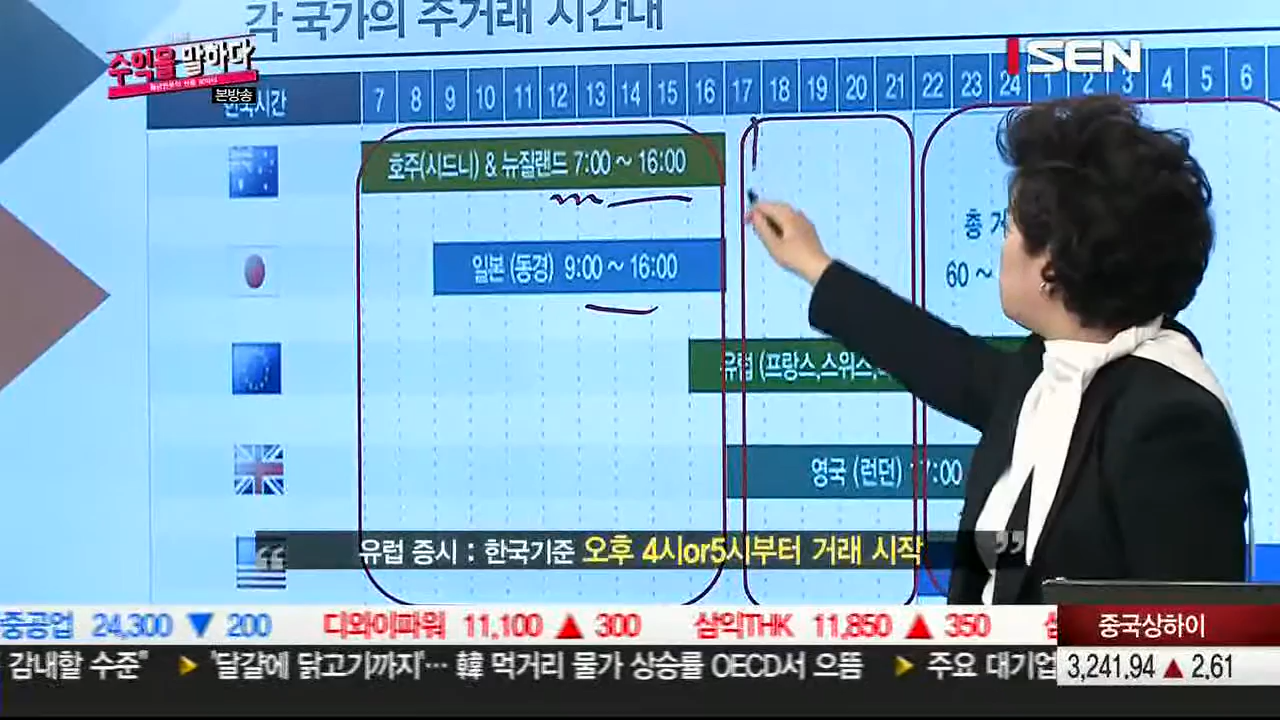 각 국가의 주거래 시간대
수익을 말하다
본방송
SEN
한국시간 7 8 9 10 11 12 13 14 15 16 17 18 19 20 21 22 23 24 1 2 3 4 5 6
호주(시드니) & 뉴질랜드 7:00 ~ 16:00
총 거
60 ~
일본 (동경) 9:00 ~ 16:00
유럽 (프랑스,스위스,
영국 (런던) 17:00
"유럽 증시 : 한국기준 오후 4시or5시부터 거래 시작"
중공업 24,300 ▼ 200 디와이파워 11,100 ▲ 300 삼익THK 11,850 ▲ 350
중국상하이
감내할 수준" ▶ '달걀에 닭고기까지'… 韓 먹거리 물가 상승률 OECD서 으뜸 ▶ 주요 대기업
3,241.94 ▲ 2.61